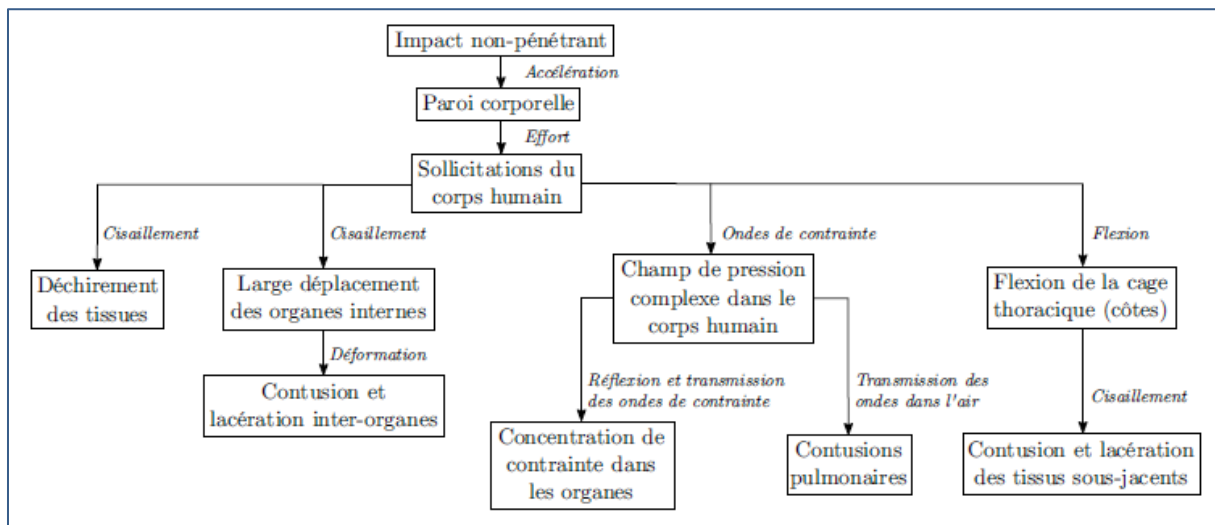 Impact non-pénétrant
Accélération
Paroi corporelle
Effort
Sollicitations du
corps humain
Cisaillement
Cisaillement
Ondes de contrainte
Flexion
Déchirement
des tissues
Large déplacement
des organes internes
Champ de pression
complexe dans le
corps humain
Flexion de la cage
thoracique (côtes)
Déformation
Réflexion et transmission
des ondes de contrainte
Transmission des
ondes dans l'air
Cisaillement
Contusion et
lacération inter-organes
Concentration de
contrainte dans
les organes
Contusions
pulmonaires
Contusion et lacération
des tissus sous-jacents